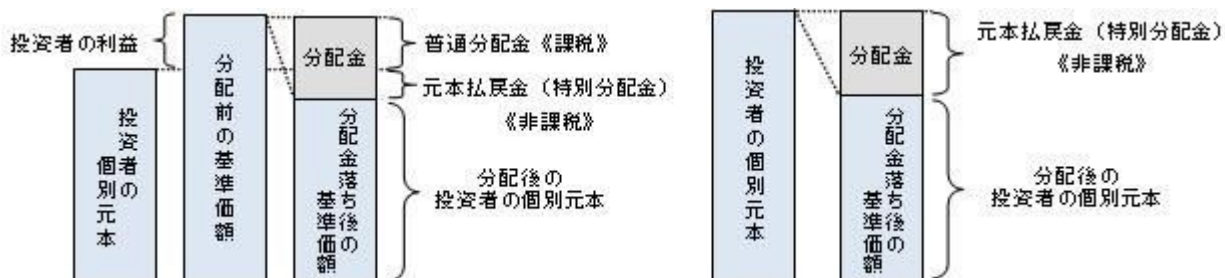 投資者の利益
投資者の
個別元本
分配前の基準価額
分配金
分配金落ち後の
基準価額
普通分配金《課税》
元本払戻金（特別分配金）
《非課税》
分配後の
投資者の個別元本
投資者の個別元本
分配金
分配金落ち後の
基準価額
元本払戻金（特別分配金）
《非課税》
分配後の
投資者の個別元本